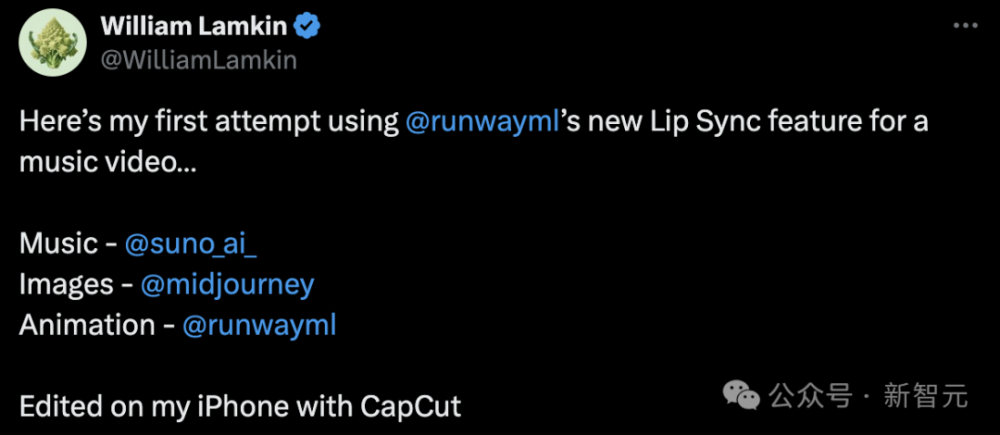 William Lamkin
@WilliamLamkin
Here’s my first attempt using @runwayml’s new Lip Sync feature for a
music video...
Music - @suno_ai_
Images - @midjourney
Animation - @runwayml
Edited on my iPhone with CapCut
公众号 · 新智元